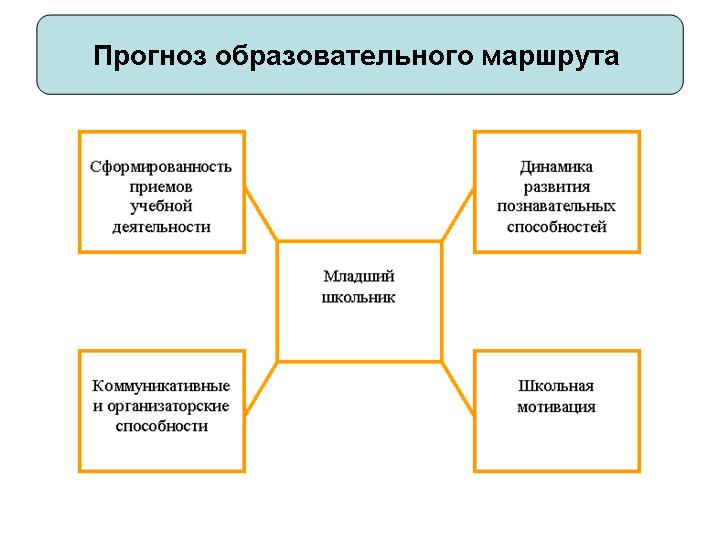 Прогноз образовательного маршрута
Сформированность
приемов
учебной
деятельности
Динамика
развития
познавательных
способностей
Младший
школьник
Коммуникативные
и организаторские
способности
Школьная
мотивация